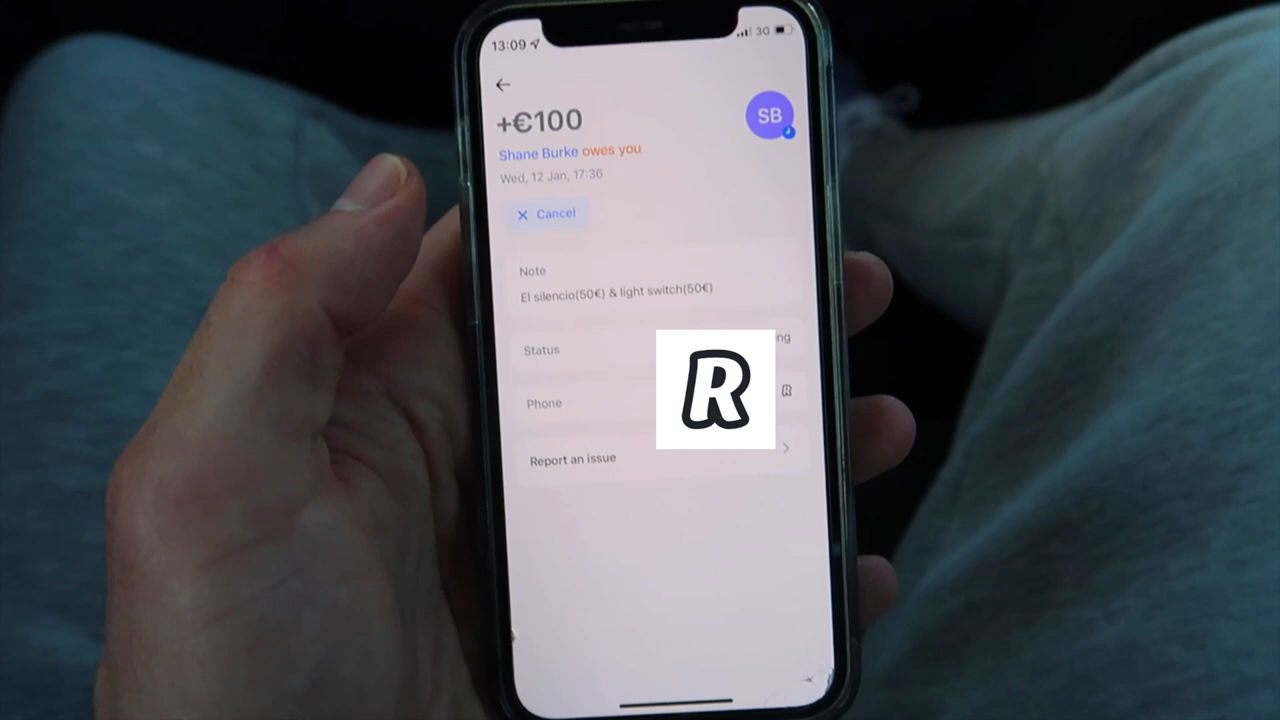 13:09
3G
+€100
SB
Shane Burke owes you
Wed, 12 Jan, 17:36
Cancel
Note
El silencio(50€) & light switch(50€)
Status
ng
Phone
R
R
Report an issue